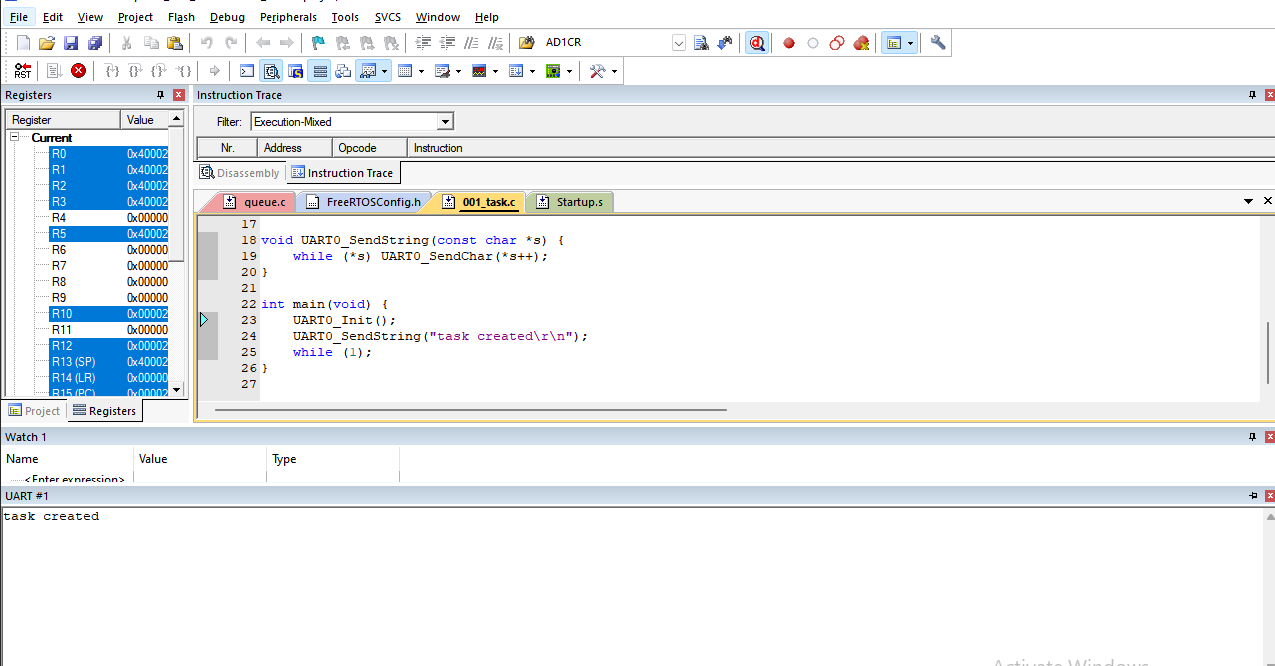 File Edit View Project Flash Debug Peripherals Tools SVCS Window Help
AD1CR
RST
Registers
Register Value
Current
R0 0x40002
R1 0x40002
R2 0x40002
R3 0x40002
R4 0x00000
R5 0x40002
R6 0x00000
R7 0x00000
R8 0x00000
R9 0x00000
R10 0x00002
R11 0x00000
R12 0x00002
R13 (SP) 0x40002
R14 (LR) 0x00000
R15 (PC) 0x00002
Project Registers
Instruction Trace
Filter: Execution-Mixed
Nr. Address Opcode Instruction
Disassembly Instruction Trace
queue.c FreeRTOSConfig.h 001_task.c Startup.s
17
18 void UART0_SendString(const char *s) {
19 while (*s) UART0_SendChar(*s++);
20 }
21
22 int main(void) {
23 UART0_Init();
24 UART0_SendString("task created\r\n");
25 while (1);
26 }
27
Watch 1
Name Value Type
<Enter expression>
UART #1
task created
Activate Windows